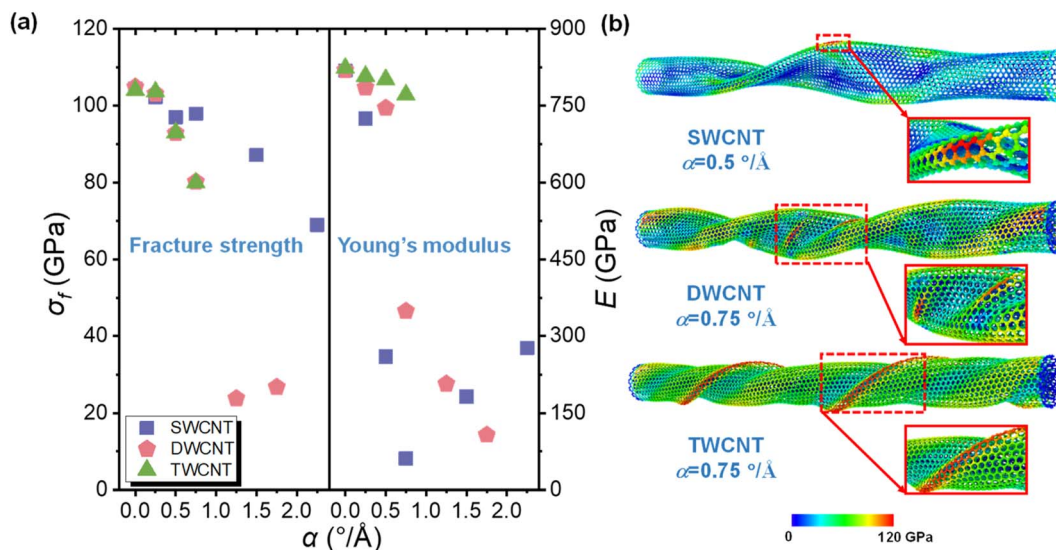 (a)
120
100
80
60
40
20
0
σf (GPa)
Fracture strength
Young's modulus
SWCNT
DWCNT
TWCNT
0.0 0.5 1.0 1.5 2.0 0.0 0.5 1.0 1.5 2.0
α (°/Å)
900
750
600
450
300
150
0
E (GPa)
(b)
SWCNT
α=0.5 °/Å
DWCNT
α=0.75 °/Å
TWCNT
α=0.75 °/Å
0 120 GPa